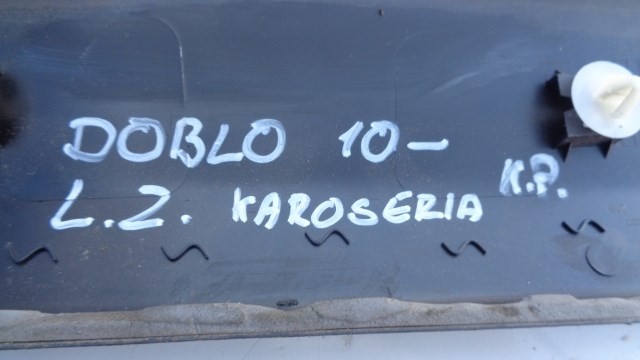 DOBLO 10-
L.Z. KAROSERIA K.P.